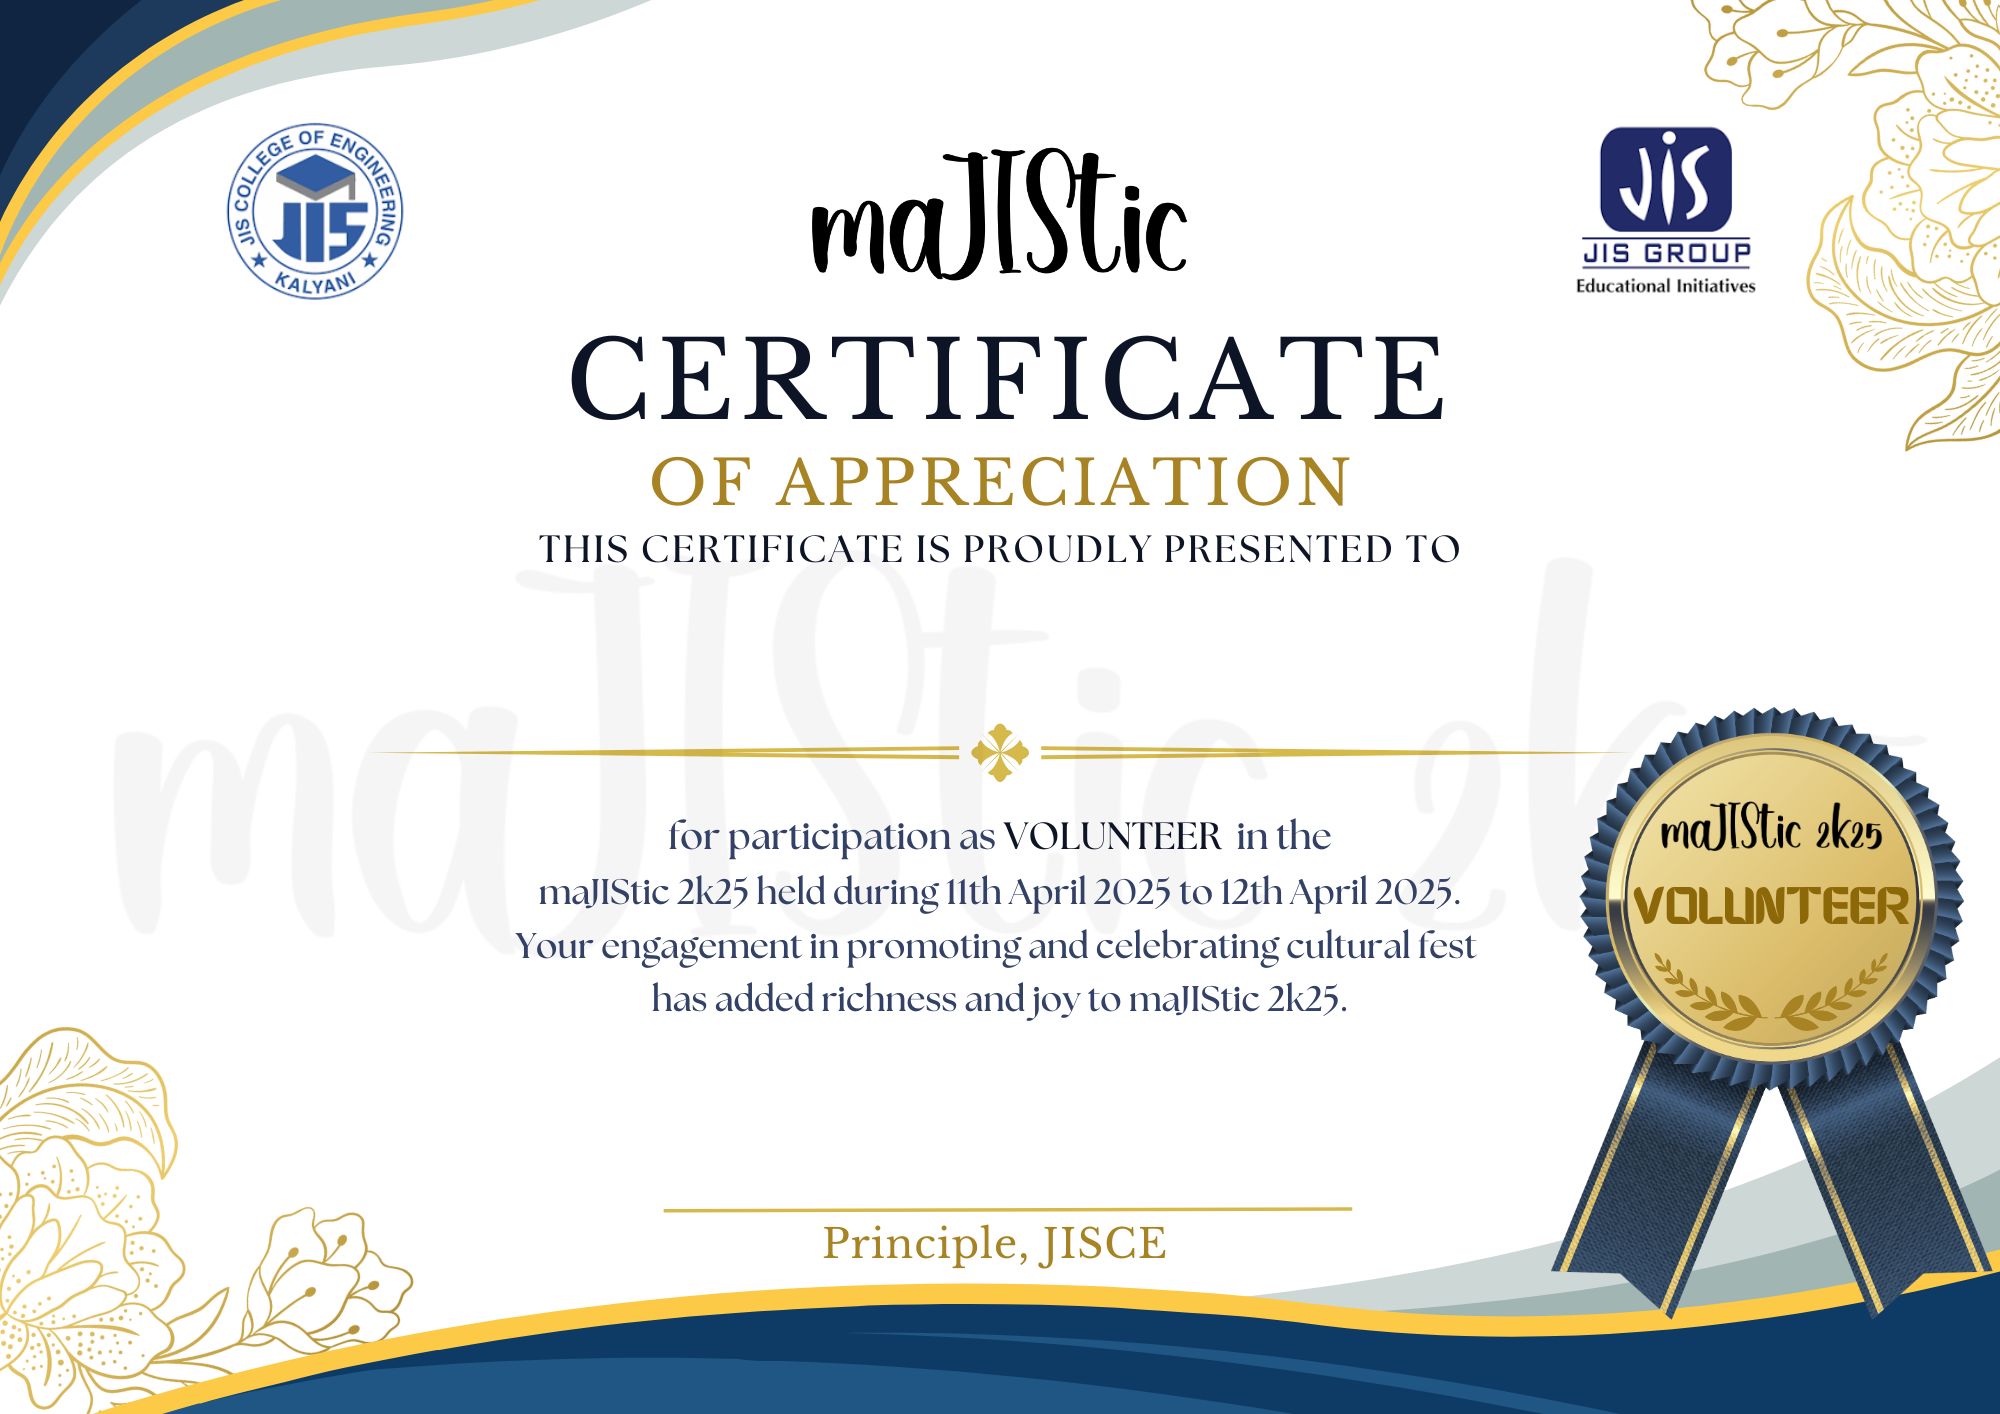 JIS COLLEGE OF ENGINEERING
JIS
KALYANI
maJIStic
JIS
JIS GROUP
Educational Initiatives
CERTIFICATE
OF APPRECIATION
THIS CERTIFICATE IS PROUDLY PRESENTED TO
maJIStic 2k
for participation as VOLUNTEER in the
maJIStic 2k25 held during 11th April 2025 to 12th April 2025.
Your engagement in promoting and celebrating cultural fest
has added richness and joy to maJIStic 2k25.
maJIStic 2k25
VOLUNTEER
Principle, JISCE